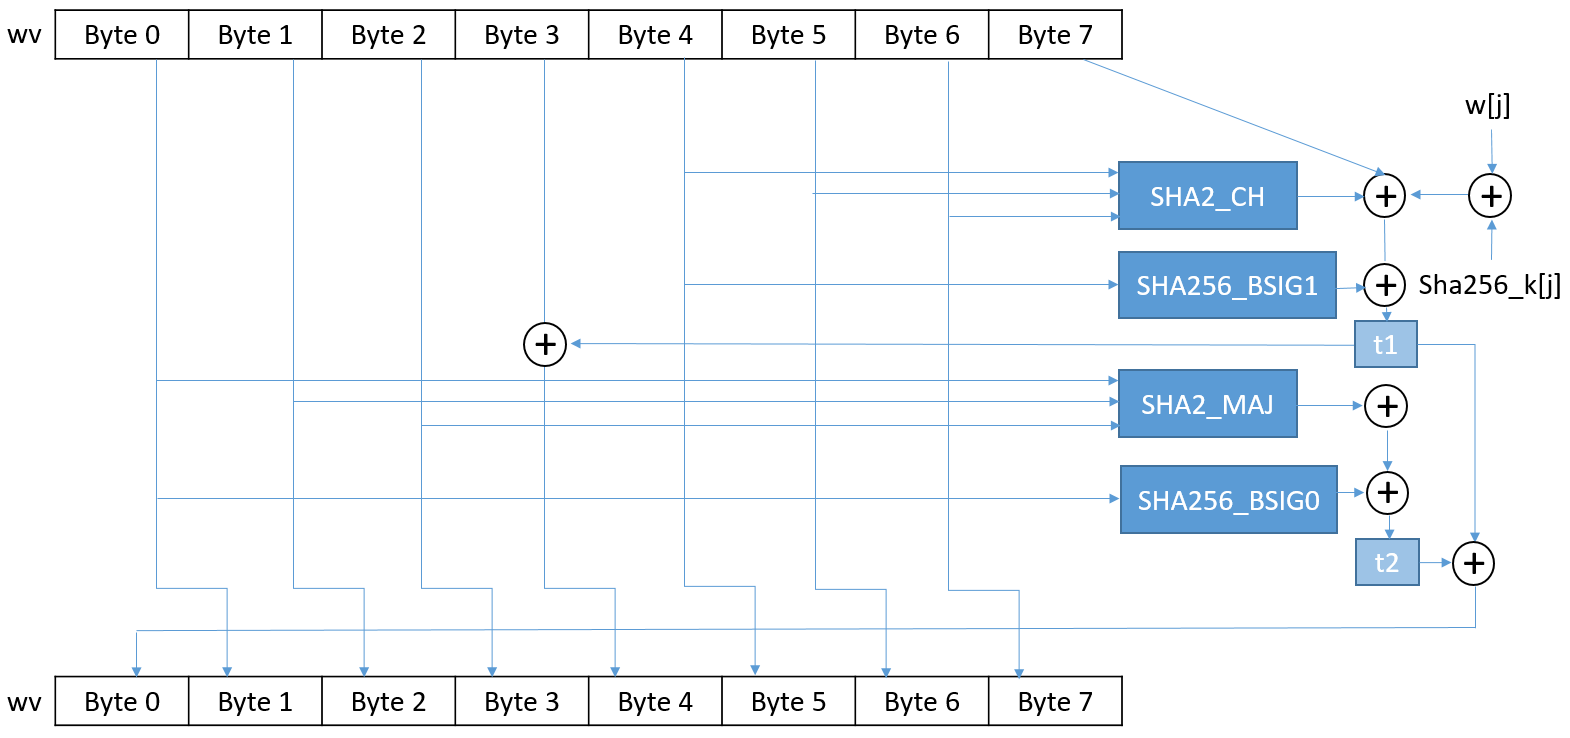 wv Byte 0 Byte 1 Byte 2 Byte 3 Byte 4 Byte 5 Byte 6 Byte 7
w[j]
SHA2_CH + +
SHA256_BSIG1 + Sha256_k[j]
+ t1
SHA2_MAJ +
SHA256_BSIG0 +
t2 +
wv Byte 0 Byte 1 Byte 2 Byte 3 Byte 4 Byte 5 Byte 6 Byte 7